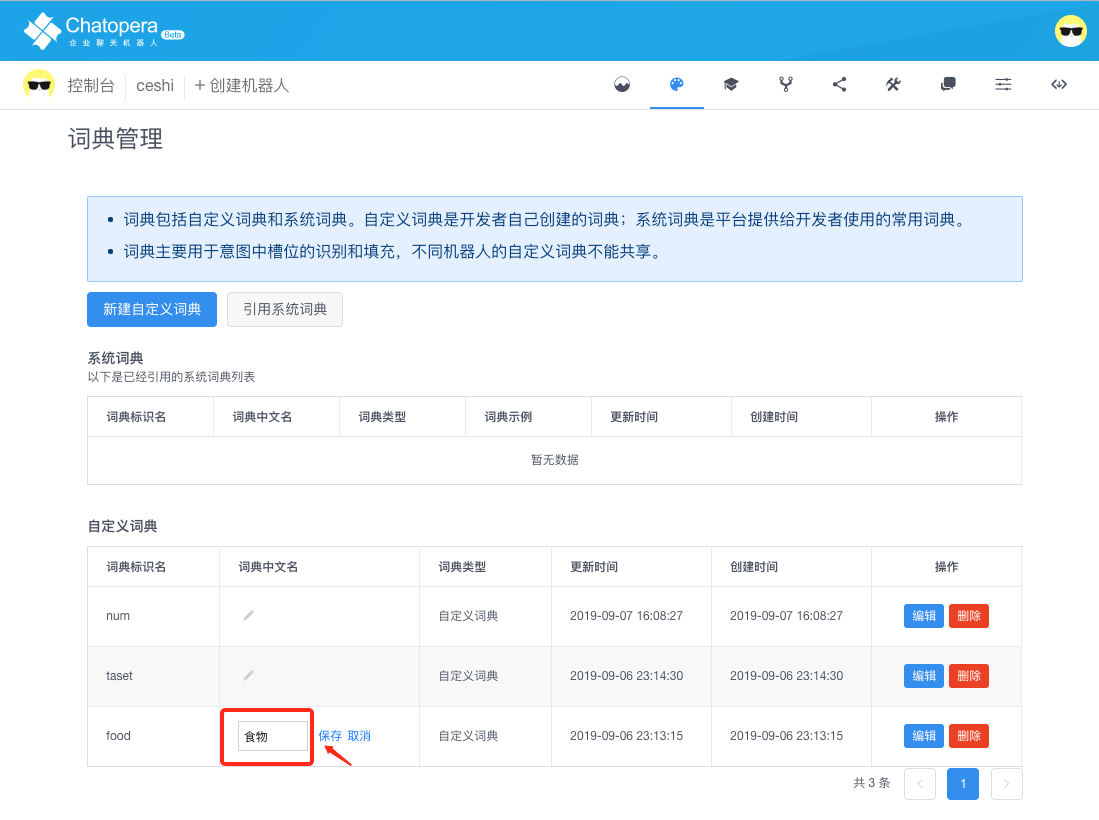 Chatopera Beta
企业聊天机器人
控制台 ceshi + 创建机器人
词典管理
• 词典包括自定义词典和系统词典。自定义词典是开发者自己创建的词典；系统词典是平台提供给开发者使用的常用词典。
• 词典主要用于意图中槽位的识别和填充，不同机器人的自定义词典不能共享。
新建自定义词典 引用系统词典
系统词典
以下是已经引用的系统词典列表
词典标识名 词典中文名 词典类型 词典示例 更新时间 创建时间 操作
暂无数据
自定义词典
词典标识名 词典中文名 词典类型 更新时间 创建时间 操作
num 自定义词典 2019-09-07 16:08:27 2019-09-07 16:08:27 编辑 删除
taset 自定义词典 2019-09-06 23:14:30 2019-09-06 23:14:30 编辑 删除
food 食物 保存 取消 自定义词典 2019-09-06 23:13:15 2019-09-06 23:13:15 编辑 删除
共 3 条 1